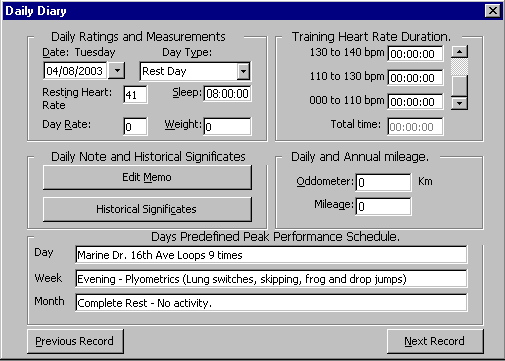 Daily Diary
Daily Ratings and Measurements
Date: Tuesday Day Type:
04/08/2003 Rest Day
Resting Heart: Rate 41 Sleep: 08:00:00
Day Rate: 0 Weight: 0
Training Heart Rate Duration.
130 to 140 bpm 00:00:00
110 to 130 bpm 00:00:00
000 to 110 bpm 00:00:00
Total time: 00:00:00
Daily Note and Historical Significates
Edit Memo
Historical Significates
Daily and Annual mileage.
Oddometer: 0 Km
Mileage: 0
Days Predefined Peak Performance Schedule.
Day Marine Dr. 16th Ave Loops 9 times
Week Evening - Plyometrics (Lung switches, skipping, frog and drop jumps)
Month Complete Rest - No activity.
Previous Record Next Record